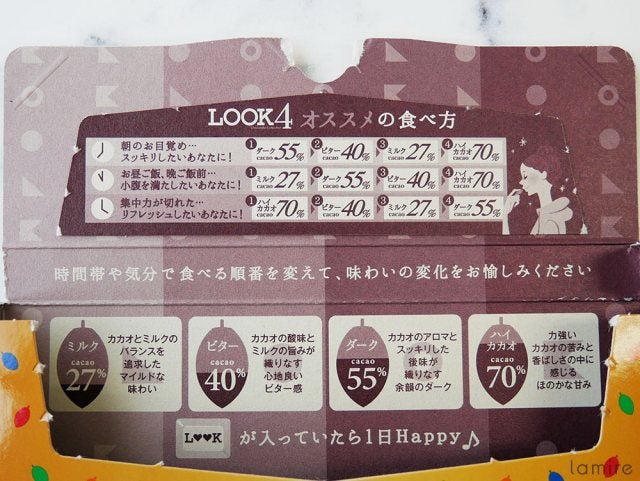 LOOK4 オススメの食べ方
朝のお目覚め…
スッキリしたいあなたに!
1 ダーク cacao 55% 2 ビター cacao 40% 3 ミルク cacao 27% 4 ハイカカオ cacao 70%
お昼ご飯、晩ご飯前…
小腹を満たしたいあなたに!
1 ミルク cacao 27% 2 ダーク cacao 55% 3 ビター cacao 40% 4 ハイカカオ cacao 70%
集中力が切れた…
リフレッシュしたいあなたに!
1 ハイカカオ cacao 70% 2 ビター cacao 40% 3 ミルク cacao 27% 4 ダーク cacao 55%
時間帯や気分で食べる順番を変えて、味わいの変化をお愉しみください
ミルク
cacao
27%
カカオとミルクの
バランスを
追求した
マイルドな
味わい
ビター
cacao
40%
カカオの酸味と
ミルクの旨みが
織りなす
心地良い
ビター感
ダーク
cacao
55%
カカオのアロマと
スッキリした
後味が
織りなす
余韻のダーク
ハイ
カカオ
cacao
70%
力強い
カカオの苦みと
香ばしさの中に
感じる
ほのかな甘み
L♥♥K が入っていたら1日Happy♪
lamire